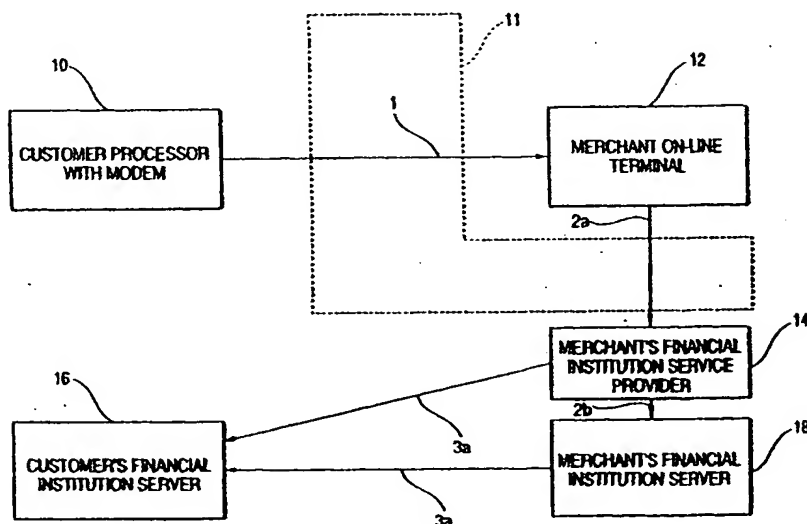 11
10
12
1
CUSTOMER PROCESSOR
WITH MODEM
MERCHANT ON-LINE
TERMINAL
2a
14
MERCHANT'S FINANCIAL
INSTITUTION SERVICE
PROVIDER
16
2b
18
3a
CUSTOMER'S FINANCIAL
INSTITUTION SERVER
MERCHANT'S FINANCIAL
INSTITUTION SERVER
3a